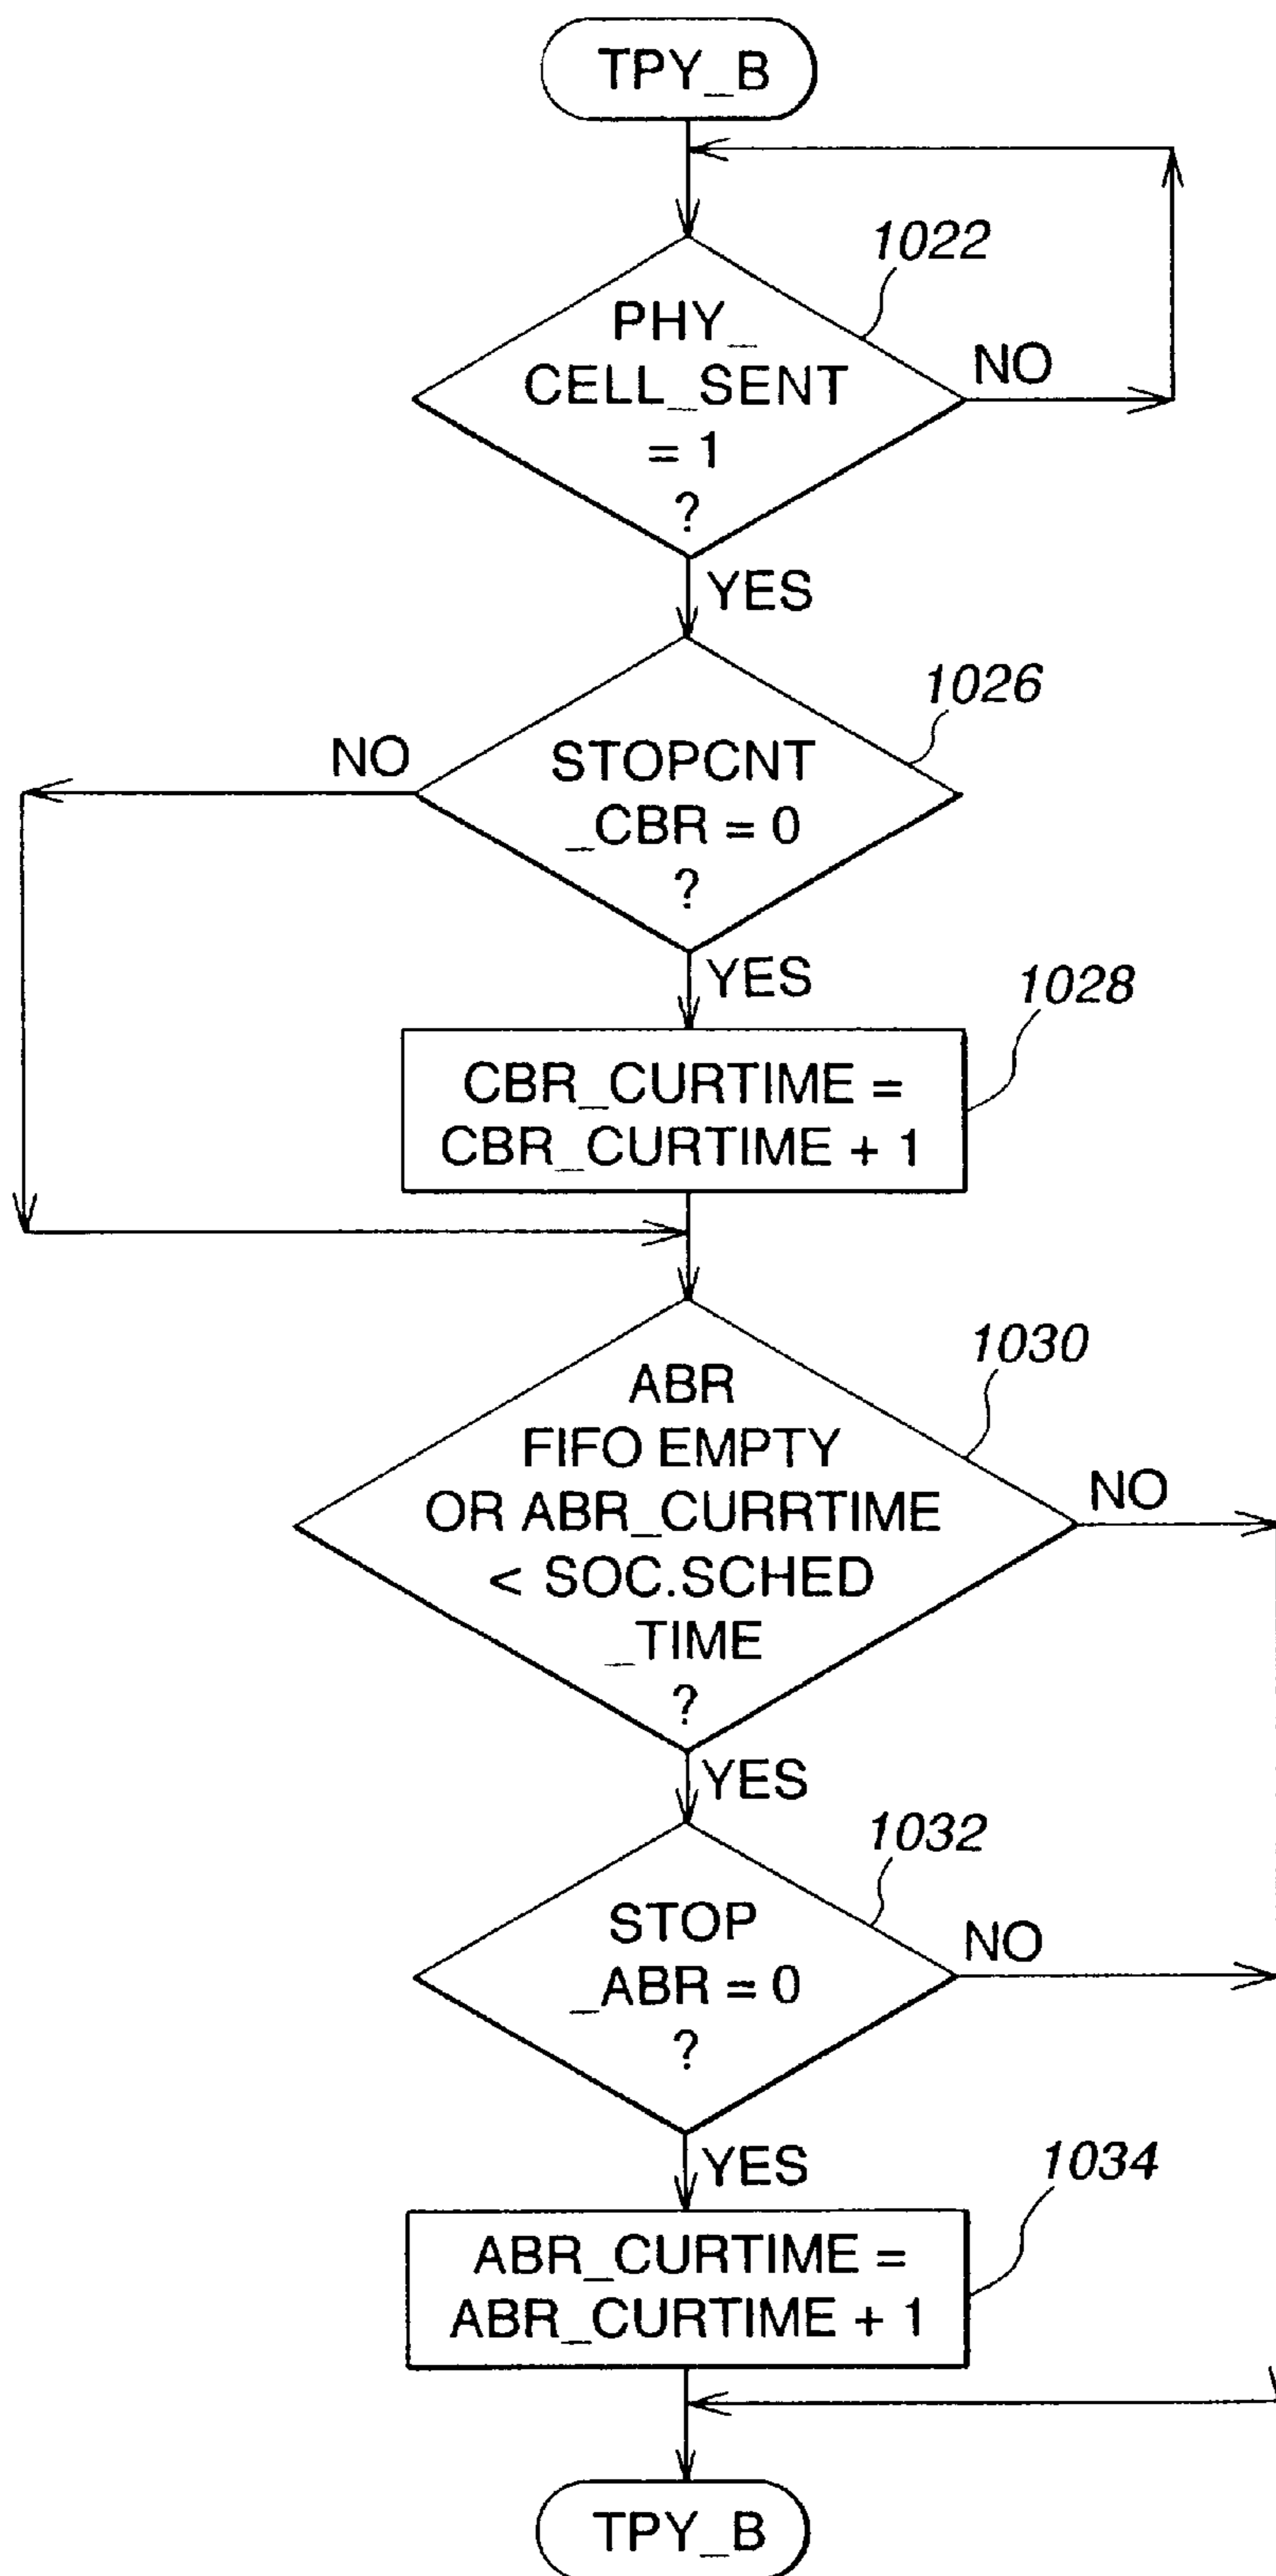 TPY_B
1022
PHY_
CELL_SENT
= 1
?
NO
YES
1026
NO
STOPCNT
_CBR = 0
?
YES
1028
CBR_CURTIME =
CBR_CURTIME + 1
1030
ABR
FIFO EMPTY
OR ABR_CURRTIME
< SOC.SCHED
_TIME
?
NO
YES
1032
STOP
_ABR = 0
?
NO
YES
1034
ABR_CURTIME =
ABR_CURTIME + 1
TPY_B